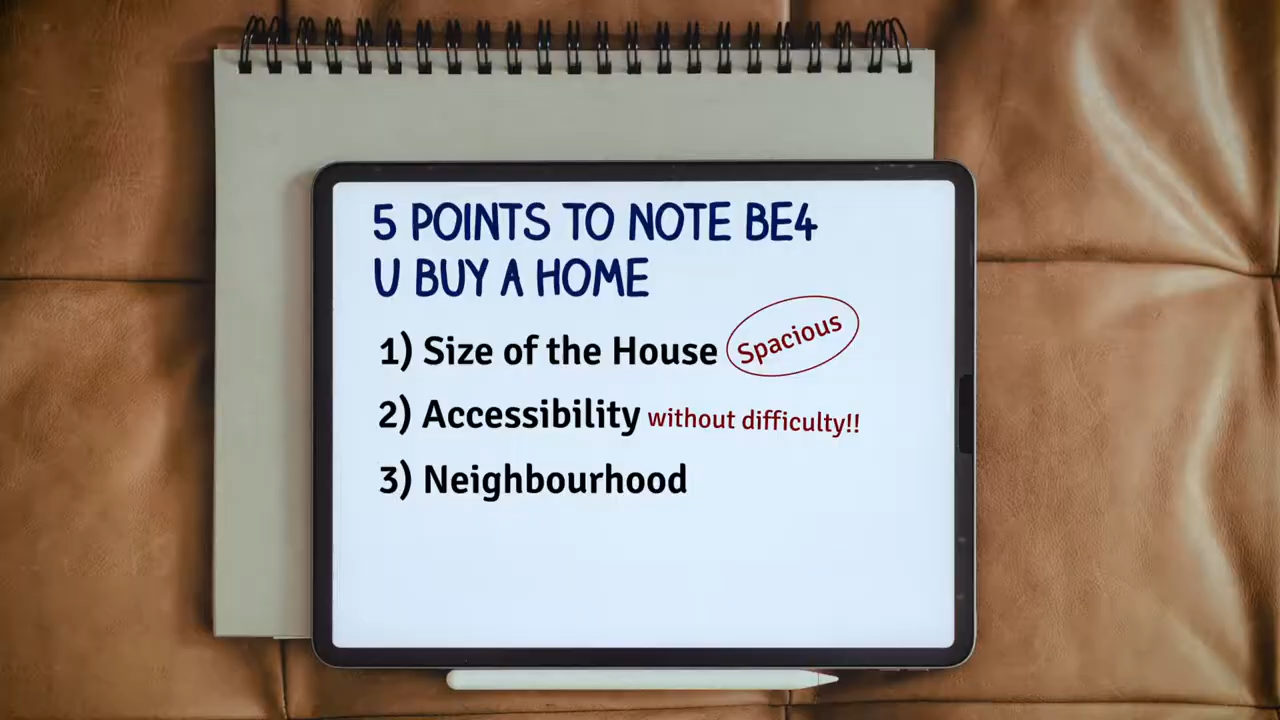 5 POINTS TO NOTE BE4
U BUY A HOME
1) Size of the House Spacious
2) Accessibility without difficulty!!
3) Neighbourhood